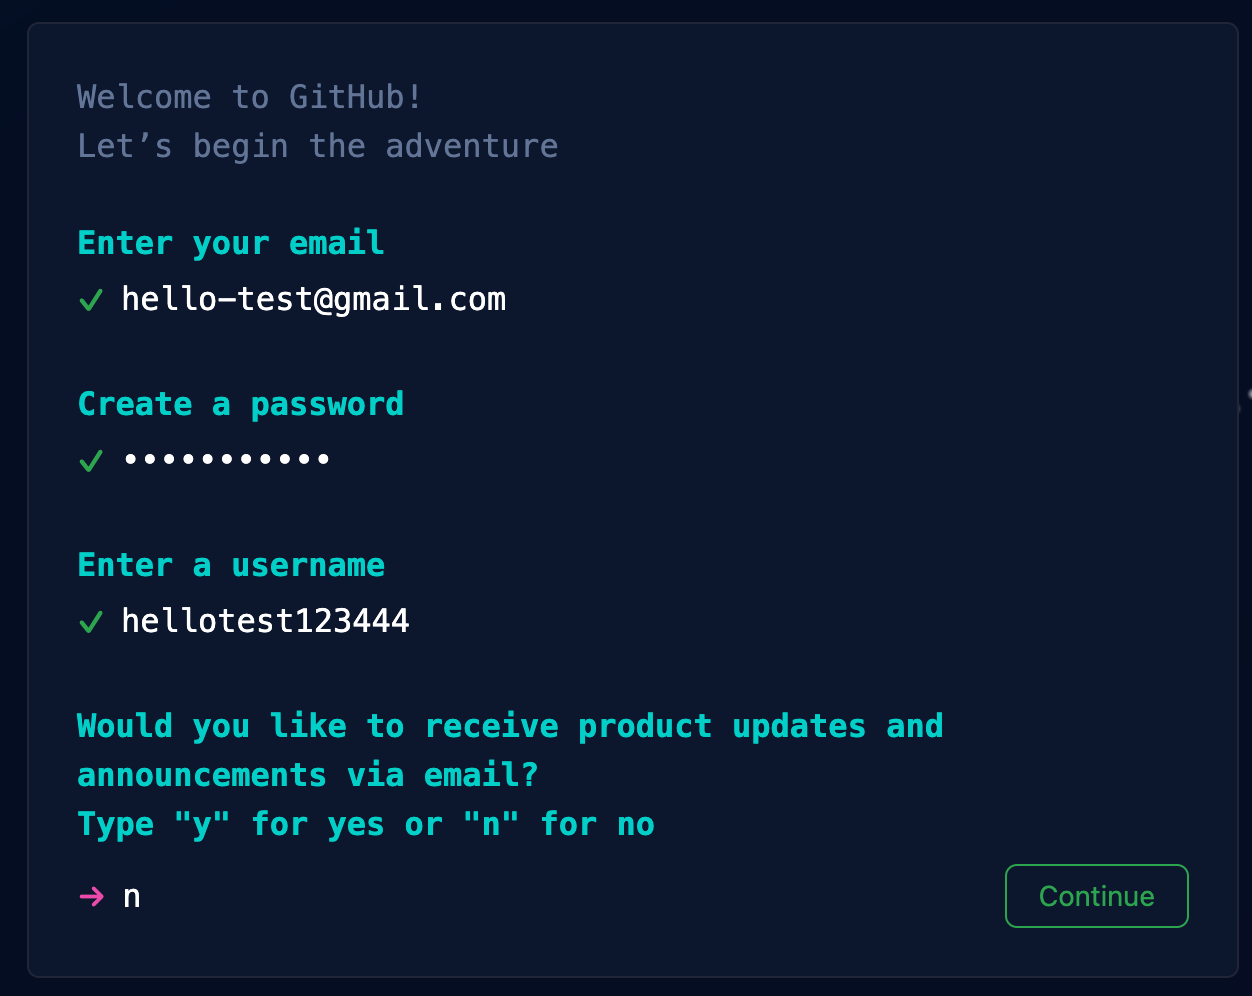 Welcome to GitHub!
Let’s begin the adventure
Enter your email
✓ hello-test@gmail.com
Create a password
✓ •••••••••••
Enter a username
✓ hellotest123444
Would you like to receive product updates and
announcements via email?
Type "y" for yes or "n" for no
→ n
Continue